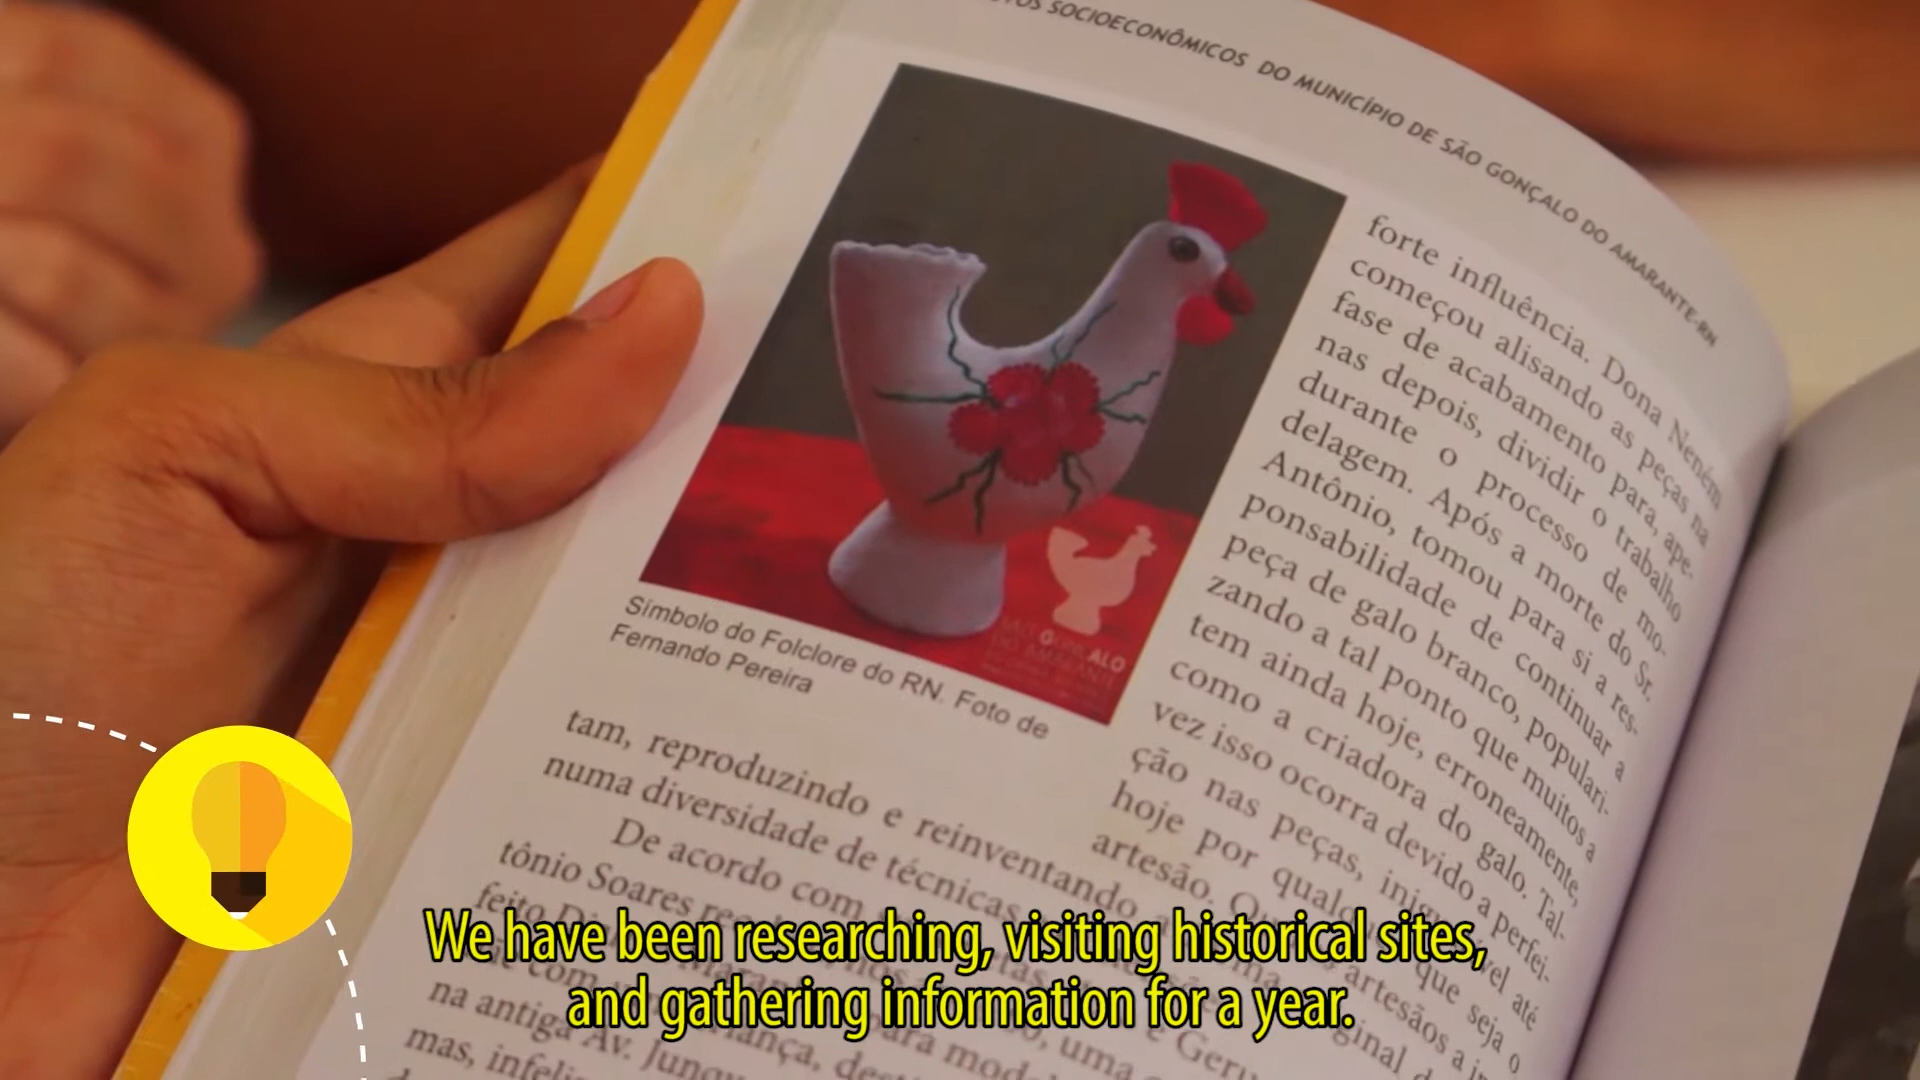 SOCIOECONÔMICOS DO MUNICÍPIO DE SÃO GONÇALO DO AMARANTE-RN
forte influência. Dona Neném
começou alisando as peças na
fase de acabamento para, ape-
nas depois, dividir o trabalho
durante o processo de mo-
delagem. Após a morte do Sr.
Antônio, tomou para si a res-
ponsabilidade de continuar a
peça de galo branco, populari-
zando a tal ponto que muitos a
tem ainda hoje, erroneamente,
como a criadora do galo. Tal-
vez isso ocorra devido a perfei-
ção nas peças, inigualável até
hoje por qualquer que seja o
artesão.
ALO
Símbolo do Folclore do RN. Foto de
Fernando Pereira
tam, reproduzindo e reinventando
numa diversidade de técnicas
De acordo com
tônio Soares
feito
com
na antiga Av.
mas,
We have been researching, visiting historical sites,
and gathering information for a year.